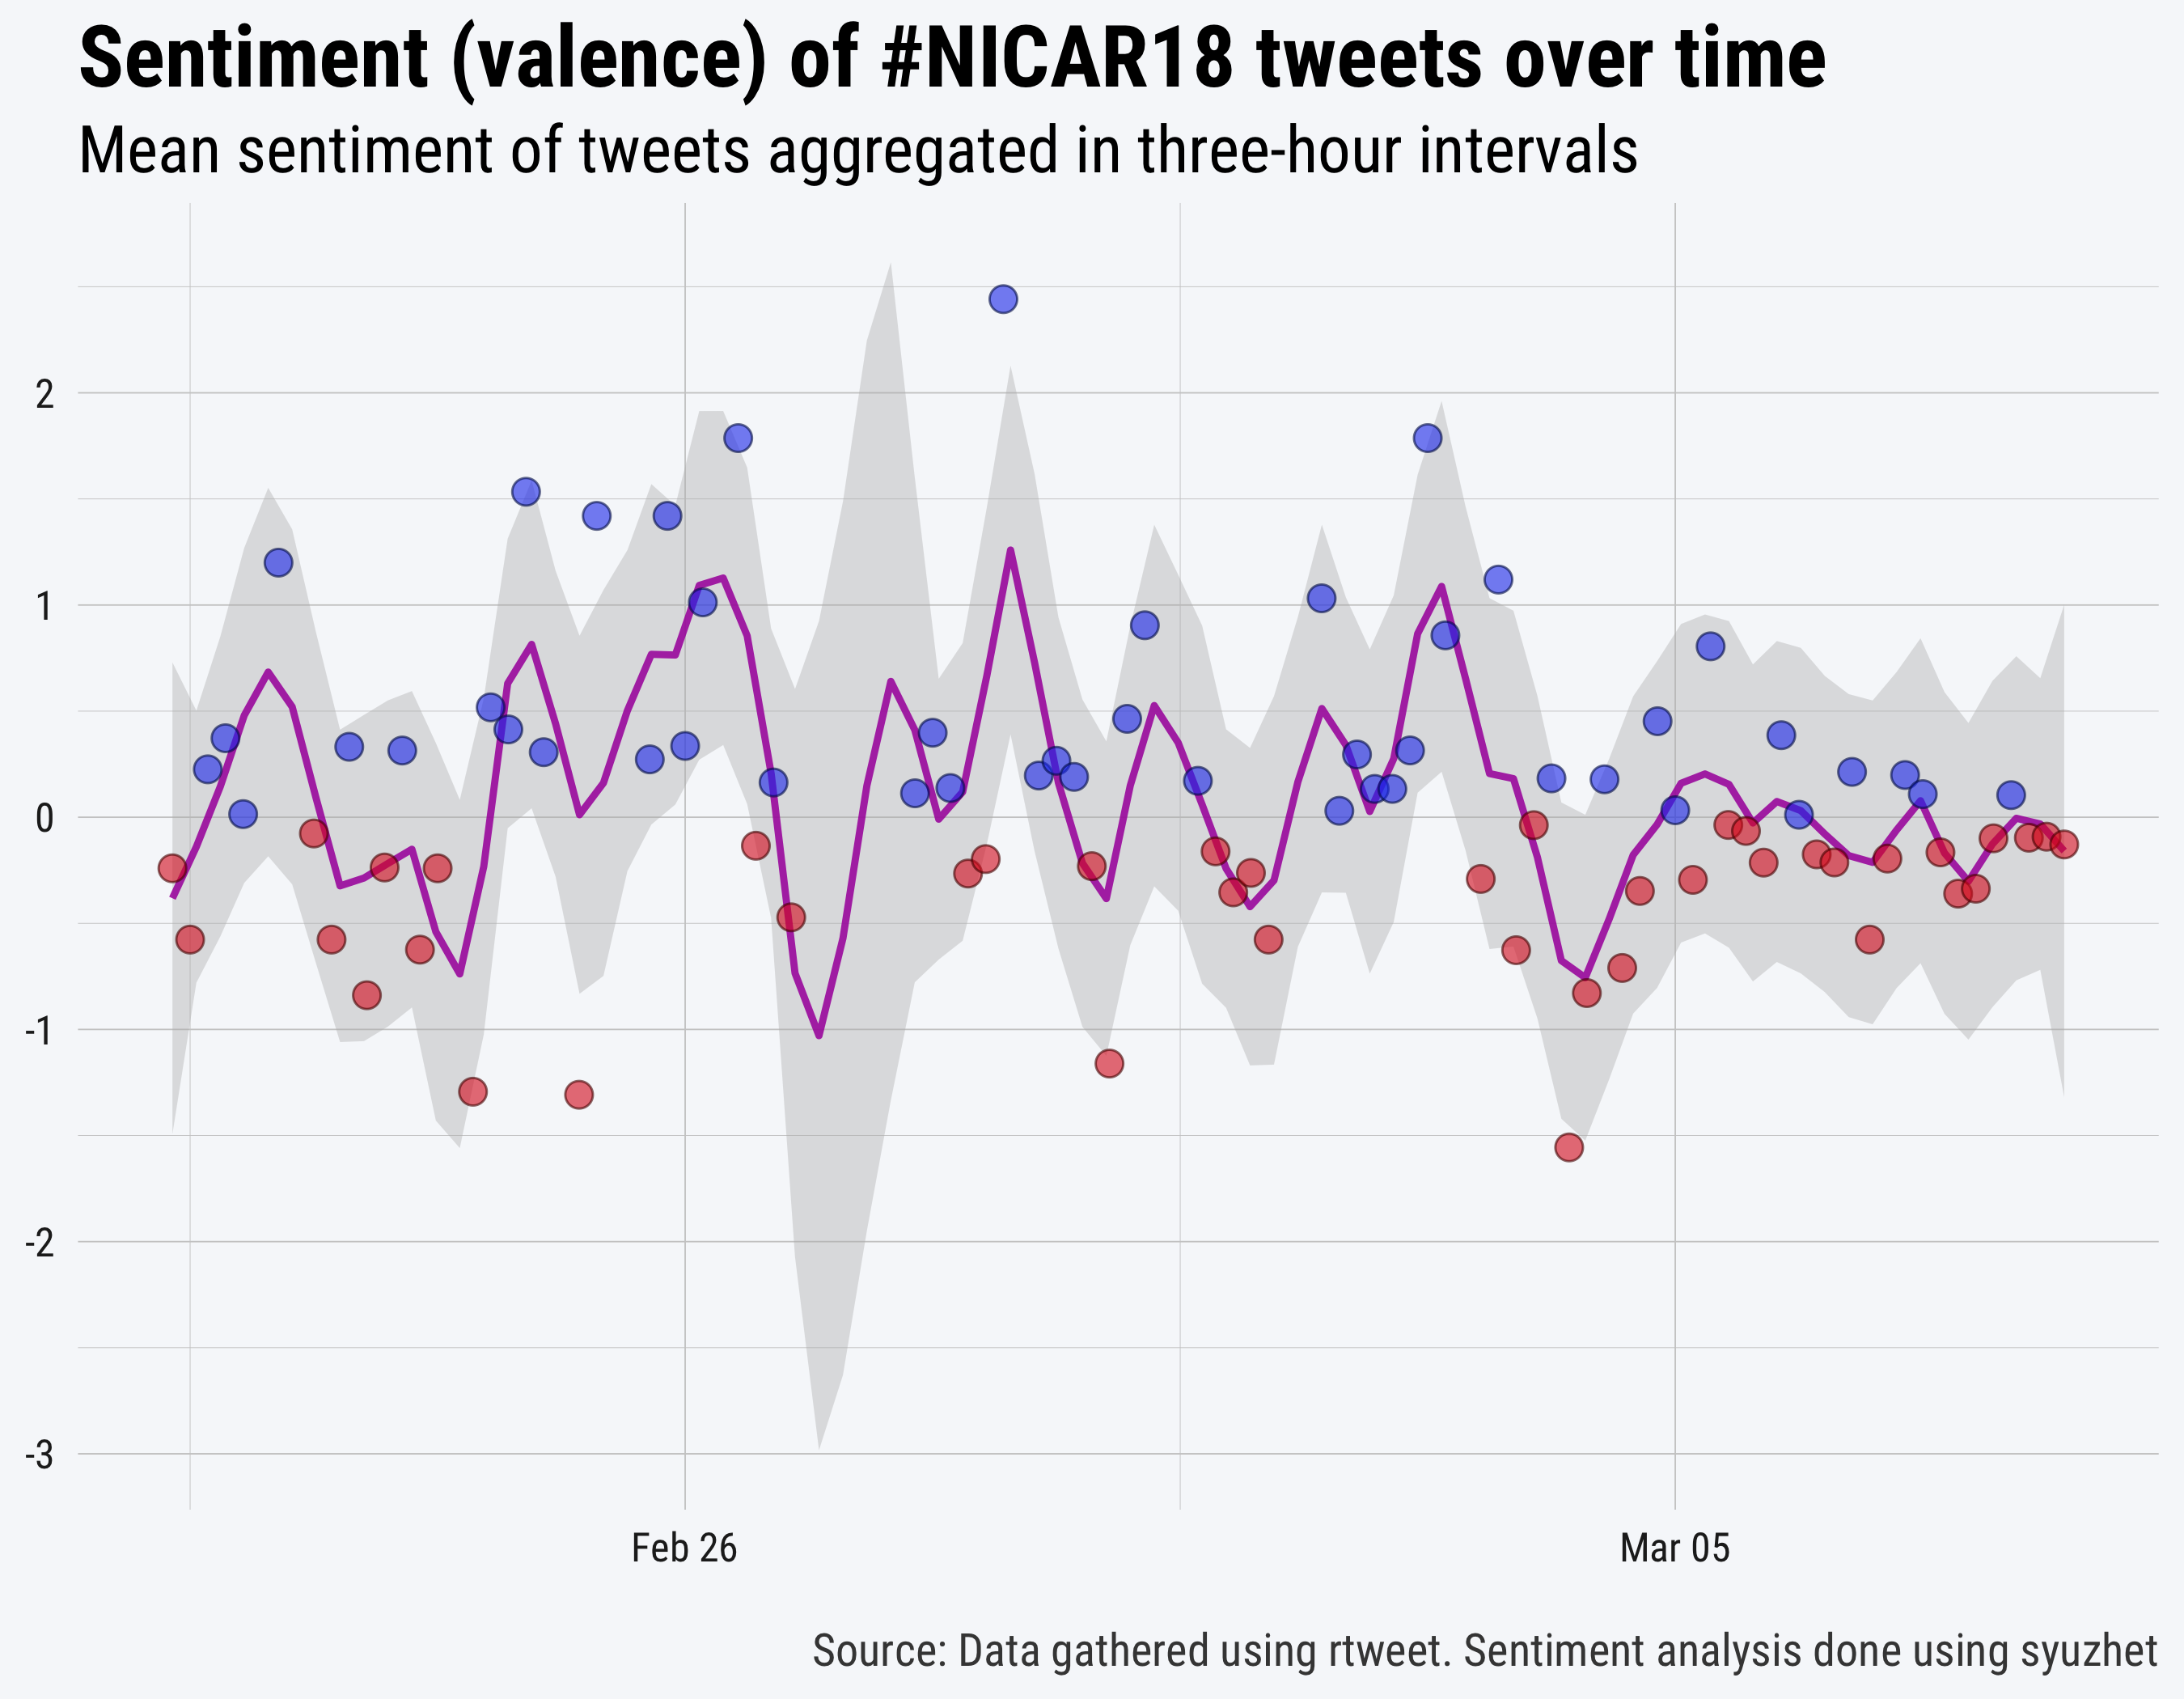 Sentiment (valence) of #NICAR18 tweets over time
Mean sentiment of tweets aggregated in three-hour intervals
2
1
0
-1
-2
-3
Feb 26 Mar 05
Source: Data gathered using rtweet. Sentiment analysis done using syuzhet